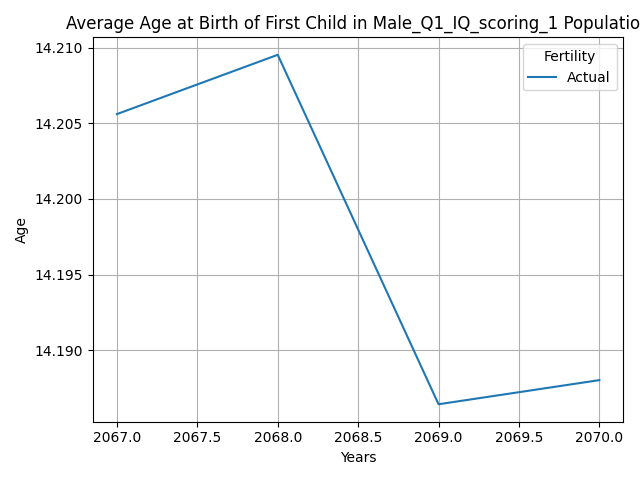 Average Age at Birth of First Child in Male_Q1_IQ_scoring_1 Populatio
Fertility
Actual
14.210
14.205
14.200
14.195
14.190
Age
2067.0 2067.5 2068.0 2068.5 2069.0 2069.5 2070.0
Years